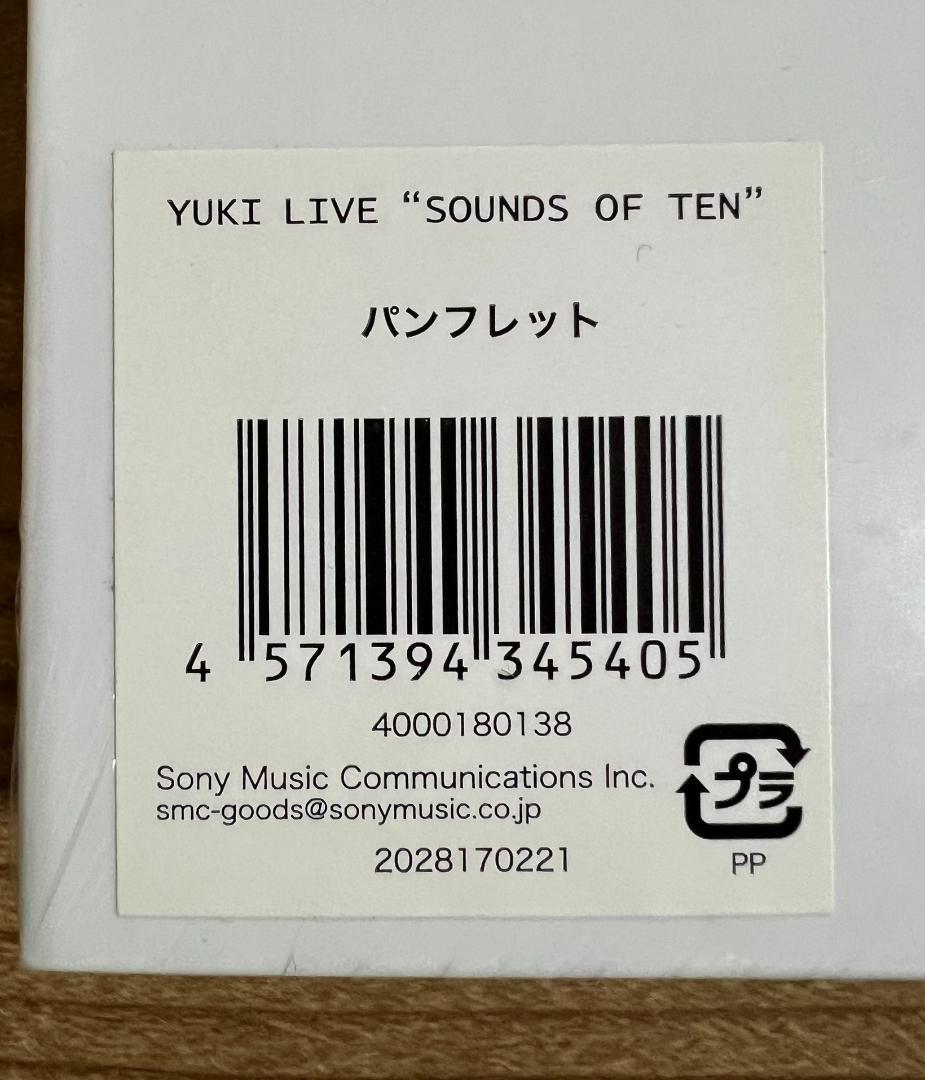 YUKI LIVE “SOUNDS OF TEN”
パンフレット
4 571394 345405
4000180138
Sony Music Communications Inc.
smc-goods@sonymusic.co.jp
プラ
2028170221
PP